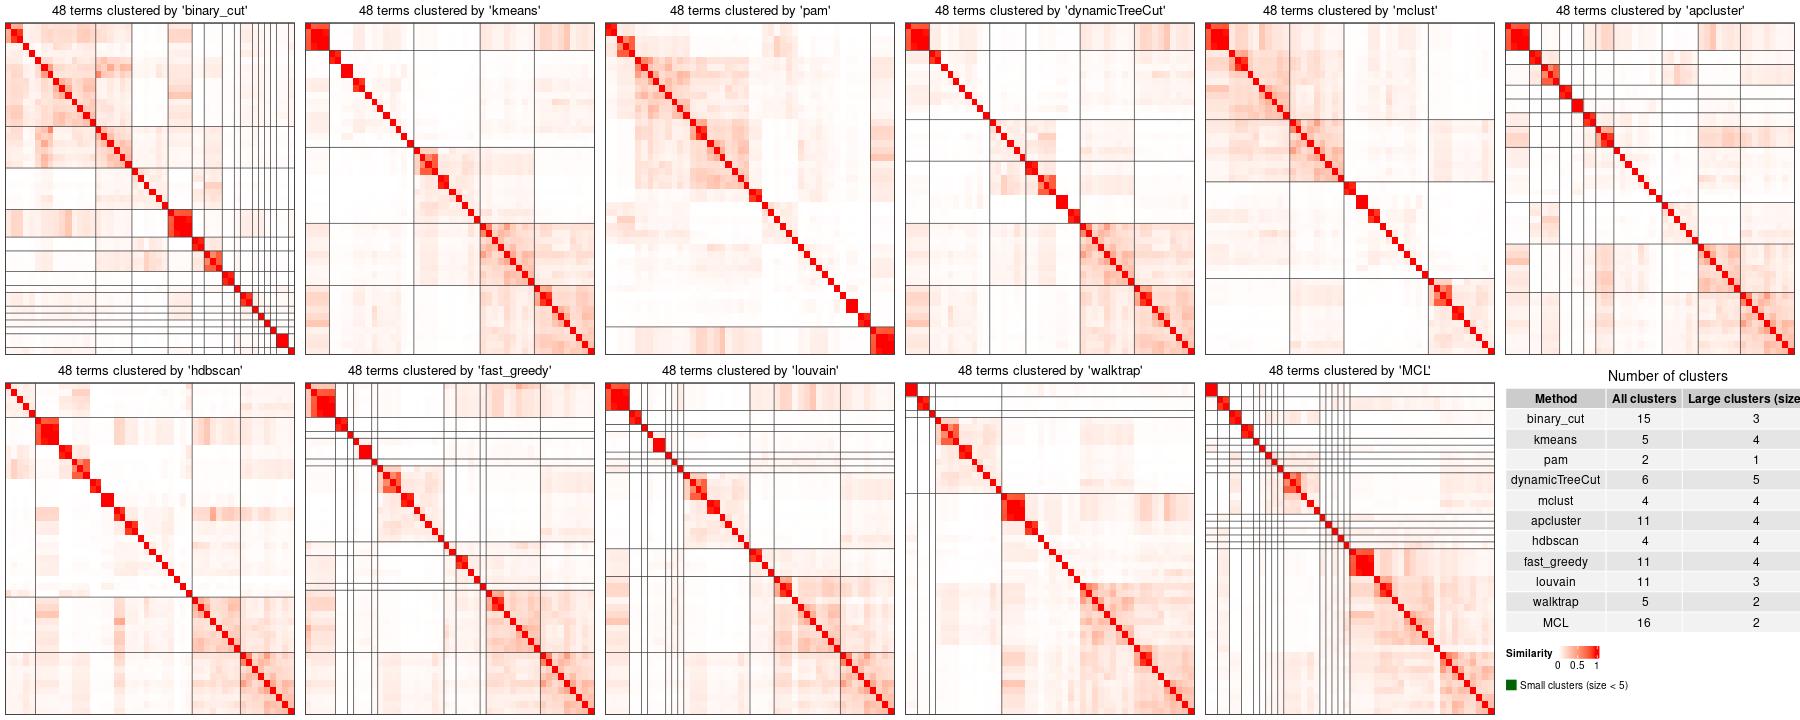 48 terms clustered by 'binary_cut'
48 terms clustered by 'kmeans'
48 terms clustered by 'pam'
48 terms clustered by 'dynamicTreeCut'
48 terms clustered by 'mclust'
48 terms clustered by 'apcluster'
48 terms clustered by 'hdbscan'
48 terms clustered by 'fast_greedy'
48 terms clustered by 'louvain'
48 terms clustered by 'walktrap'
48 terms clustered by 'MCL'
Number of clusters
Method All clusters Large clusters (size
binary_cut 15 3
kmeans 5 4
pam 2 1
dynamicTreeCut 6 5
mclust 4 4
apcluster 11 4
hdbscan 4 4
fast_greedy 11 4
louvain 11 3
walktrap 5 2
MCL 16 2
Similarity
0 0.5 1
Small clusters (size < 5)